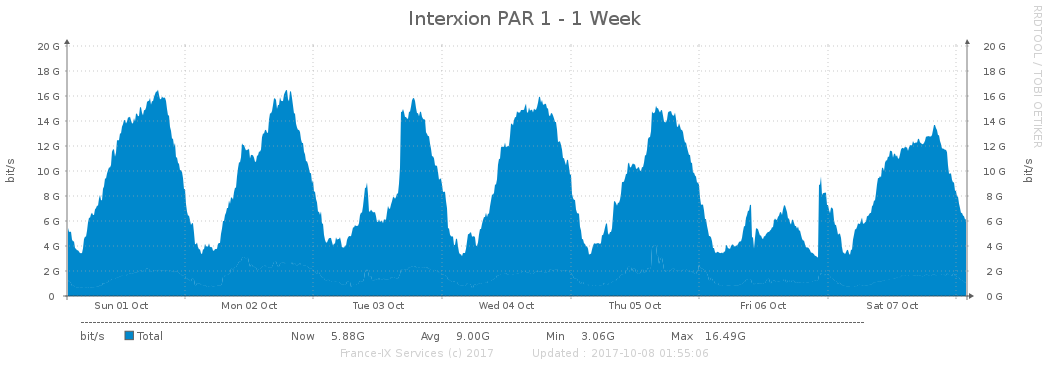 Interxion PAR 1 - 1 Week
RRDTOOL / TOBI OETIKER
bit/s
20 G 20 G
18 G 18 G
16 G 16 G
14 G 14 G
12 G 12 G
10 G 10 G
8 G 8 G
6 G 6 G
4 G 4 G
2 G 2 G
0 0 G
bit/s
Sun 01 Oct Mon 02 Oct Tue 03 Oct Wed 04 Oct Thu 05 Oct Fri 06 Oct Sat 07 Oct
bit/s Total Now 5.88G Avg 9.00G Min 3.06G Max 16.49G
France-IX Services (c) 2017 Updated : 2017-10-08 01:55:06